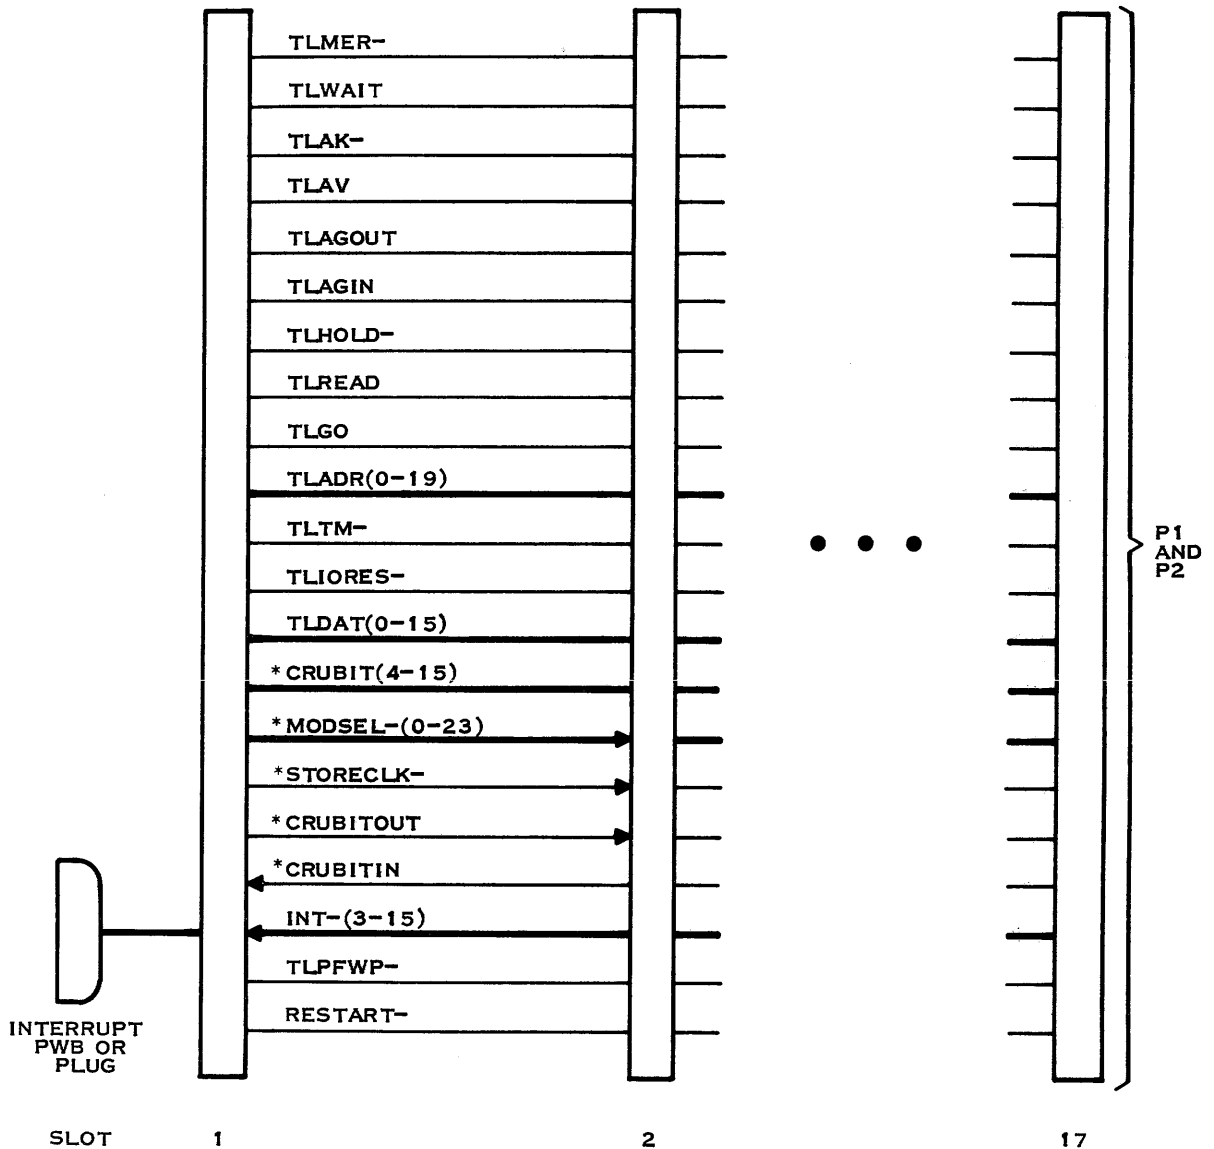 TLMER-
TLWAIT
TLAK-
TLAV
TLAGOUT
TLAGIN
TLHOLD-
TLREAD
TLGO
TLADR(0-19)
TLTM-
TLIORES-
TLDAT(0-15)
*CRUBIT(4-15)
*MODSEL-(0-23)
*STORECLK-
*CRUBITOUT
*CRUBITIN
INT-(3-15)
TLPFWP-
RESTART-
P1
AND
P2
INTERRUPT
PWB OR
PLUG
SLOT 1 2 17